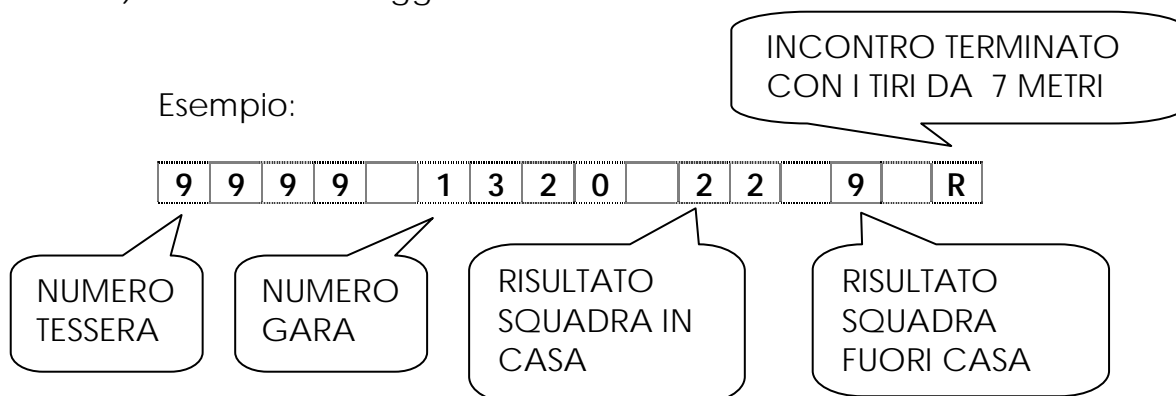 INCONTRO TERMINATO
CON I TIRI DA 7 METRI
Esempio:
9 9 9 9 1 3 2 0 2 2 9 R
NUMERO
TESSERA
NUMERO
GARA
RISULTATO
SQUADRA IN
CASA
RISULTATO
SQUADRA
FUORI CASA